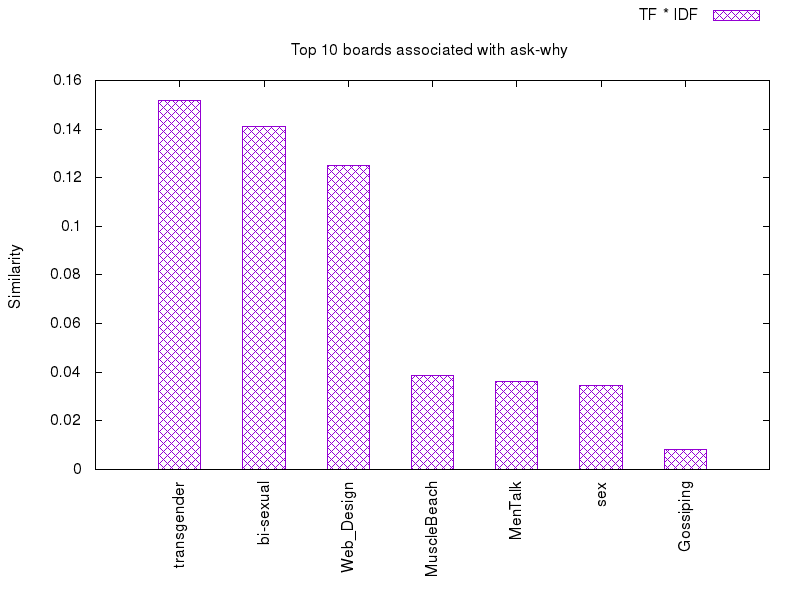 TF * IDF
Top 10 boards associated with ask-why
Similarity
0.16
0.14
0.12
0.1
0.08
0.06
0.04
0.02
0
transgender
bi-sexual
Web_Design
MuscleBeach
MenTalk
sex
Gossiping